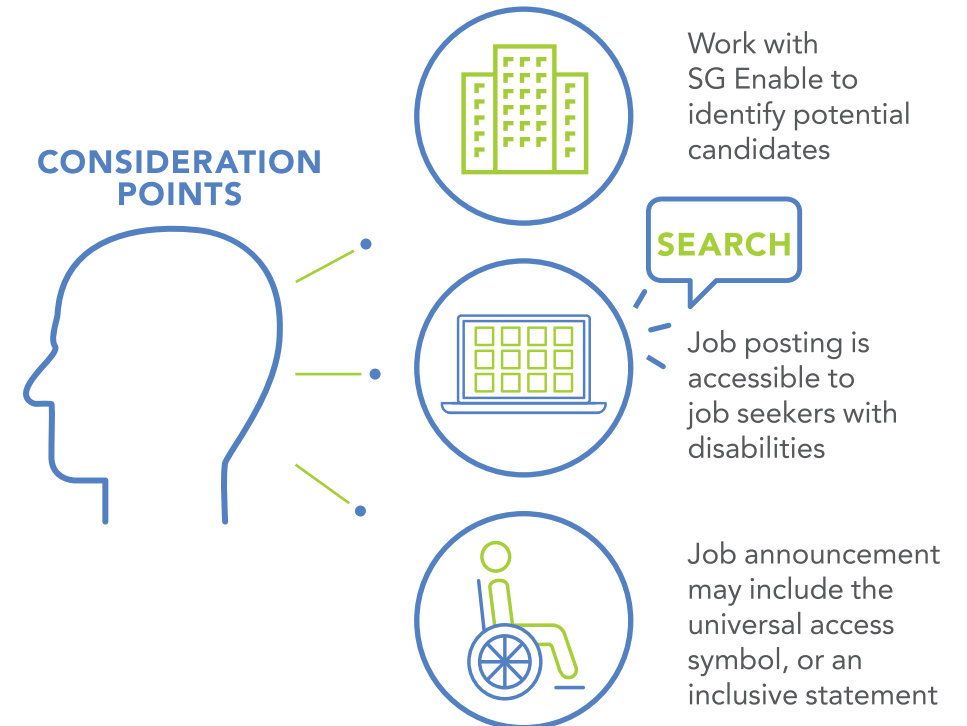 CONSIDERATION
POINTS
Work with
SG Enable to
identify potential
candidates
SEARCH
Job posting is
accessible to
job seekers with
disabilities
Job announcement
may include the
universal access
symbol, or an
inclusive statement